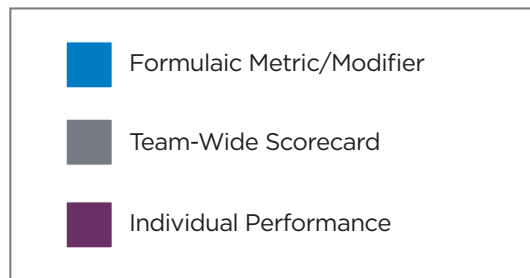 Formulaic Metric/Modifier
Team-Wide Scorecard
Individual Performance